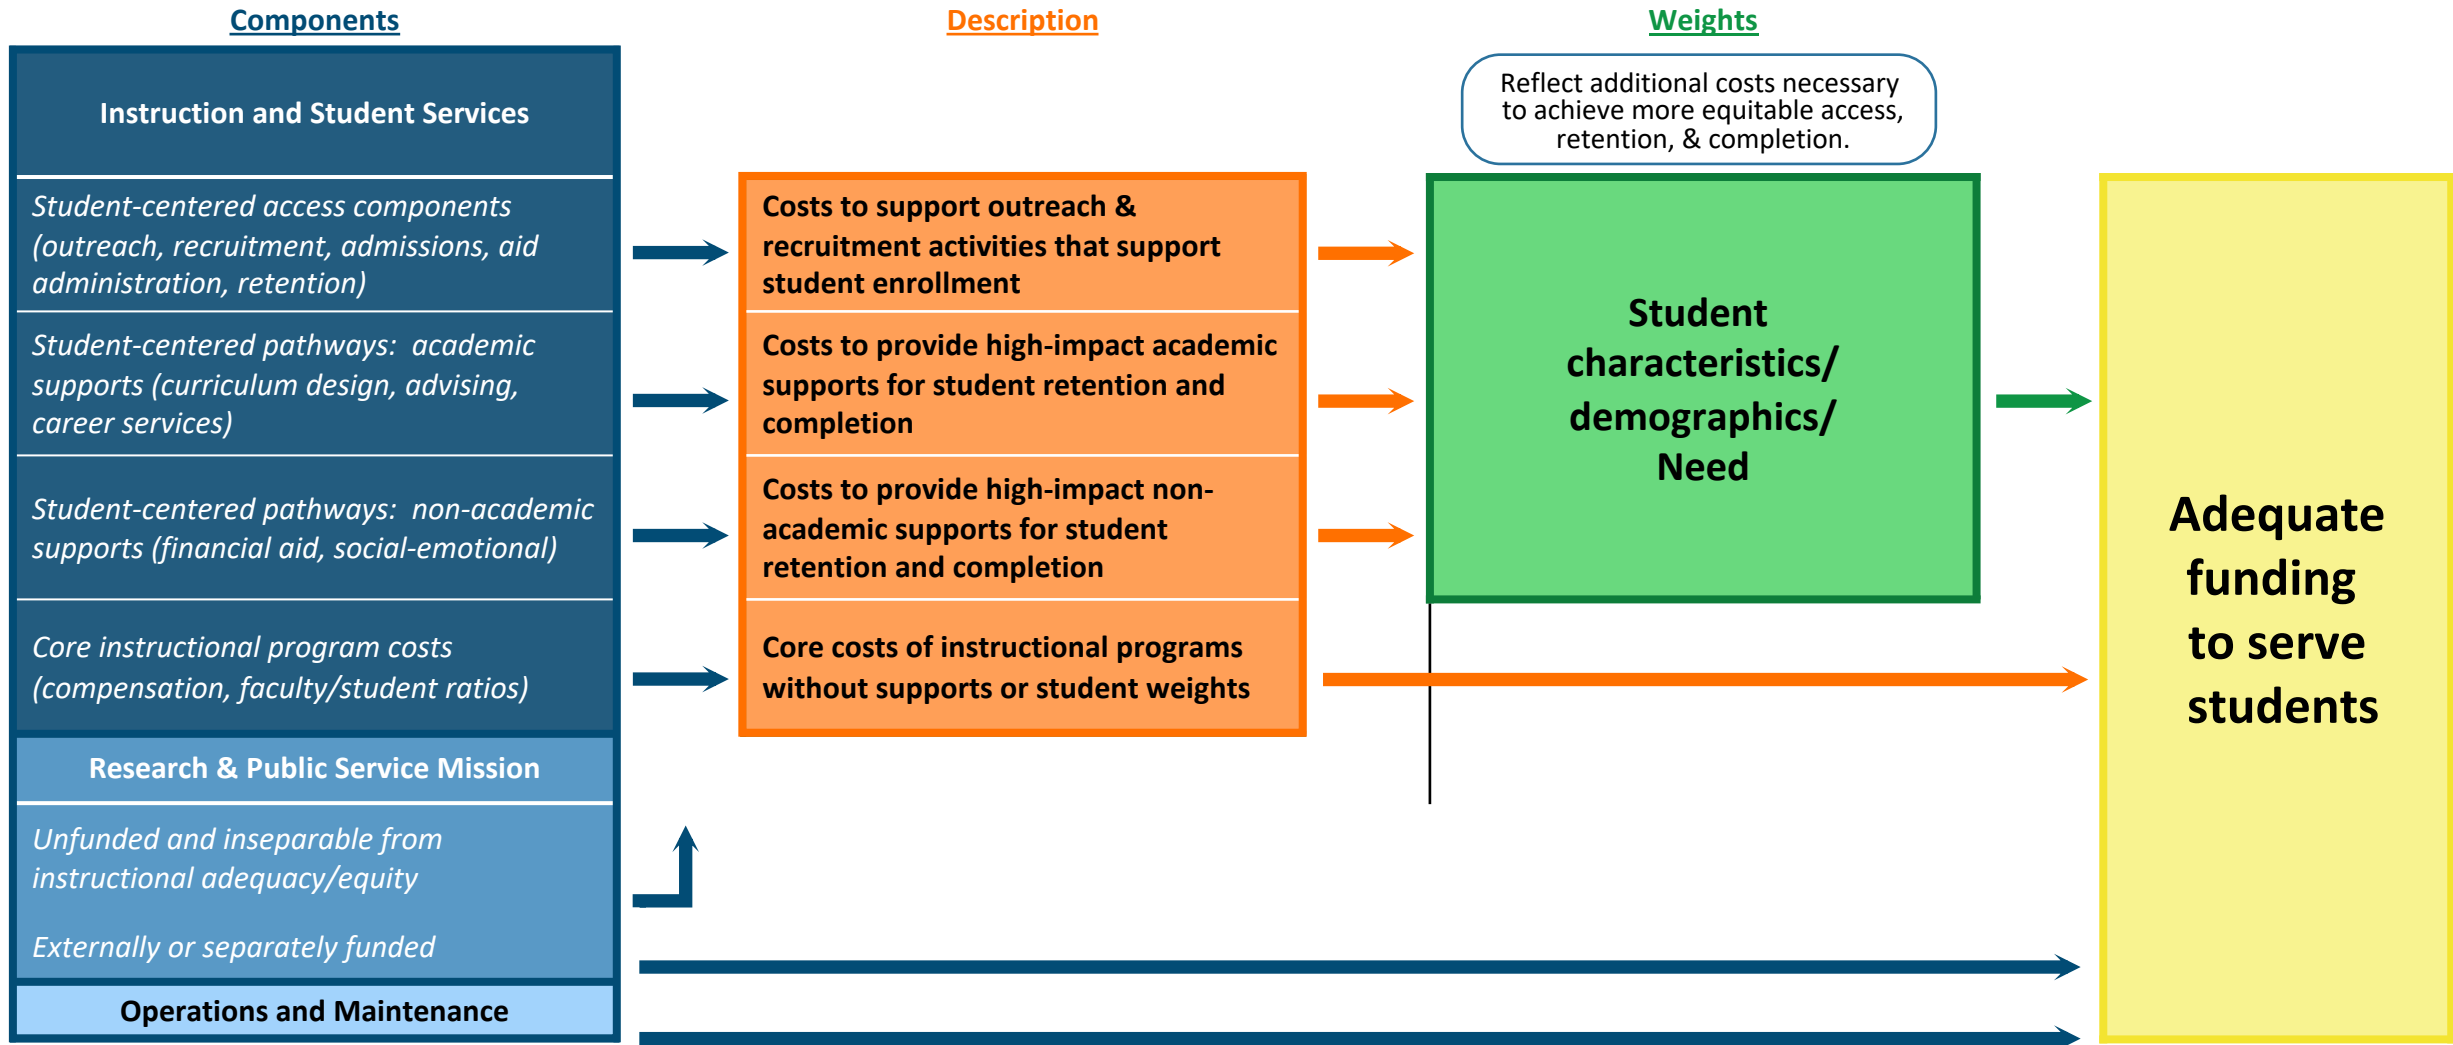 Components
Description
Weights
Reflect additional costs necessary
to achieve more equitable access,
retention, & completion.
Instruction and Student Services
Student-centered access components
(outreach, recruitment, admissions, aid
administration, retention)
Costs to support outreach &
recruitment activities that support
student enrollment
Student-centered pathways:  academic
supports (curriculum design, advising,
career services)
Costs to provide high-impact academic
supports for student retention and
completion
Student-centered pathways:  non-academic
supports (financial aid, social-emotional)
Costs to provide high-impact non-
academic supports for student
retention and completion
Core instructional program costs
(compensation, faculty/student ratios)
Core costs of instructional programs
without supports or student weights
Student
characteristics/
demographics/
Need
Adequate
funding
to serve
students
Research & Public Service Mission
Unfunded and inseparable from
instructional adequacy/equity
Externally or separately funded
Operations and Maintenance